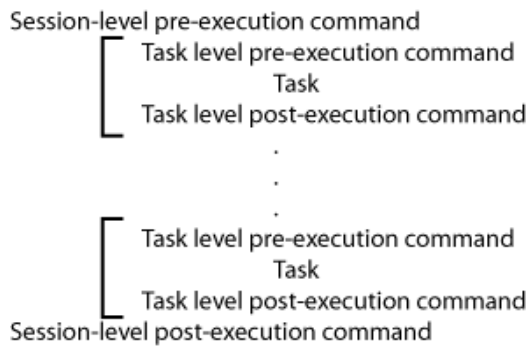 Session-level pre-execution command
Task level pre-execution command
Task
Task level post-execution command
.
.
.
Task level pre-execution command
Task
Task level post-execution command
Session-level post-execution command